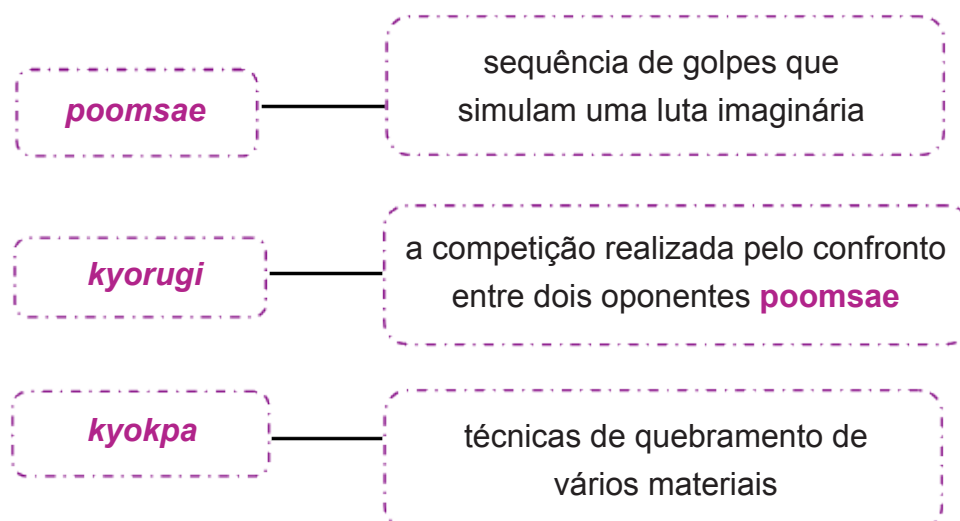 poomsae
sequência de golpes que
simulam uma luta imaginária
kyorugi
a competição realizada pelo confronto
entre dois oponentes poomsae
kyokpa
técnicas de quebramento de
vários materiais